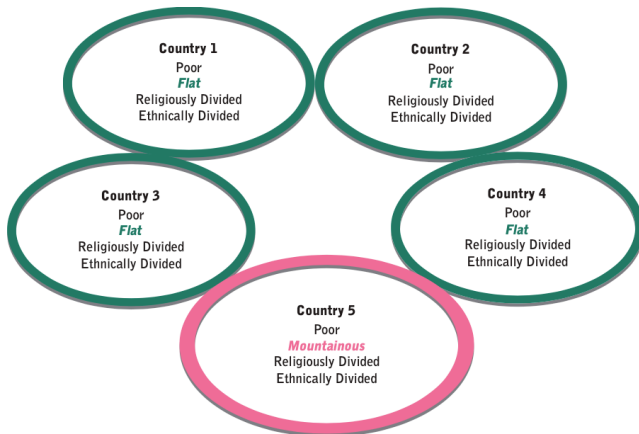 Country 1
Poor
Flat
Religiously Divided
Ethnically Divided
Country 2
Poor
Flat
Religiously Divided
Ethnically Divided
Country 3
Poor
Flat
Religiously Divided
Ethnically Divided
Country 4
Poor
Flat
Religiously Divided
Ethnically Divided
Country 5
Poor
Mountainous
Religiously Divided
Ethnically Divided